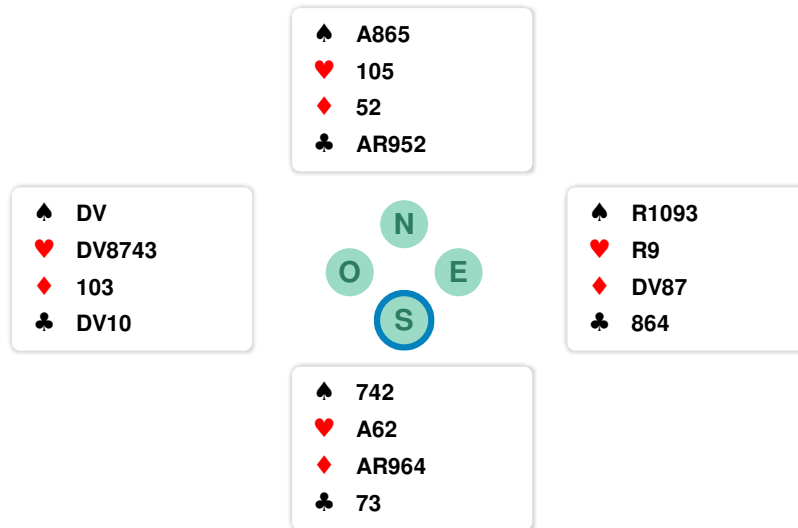 ♠ A865
♥ 105
♦ 52
♣ AR952
♠ DV
♥ DV8743
♦ 103
♣ DV10
N
O E
S
♠ R1093
♥ R9
♦ DV87
♣ 864
♠ 742
♥ A62
♦ AR964
♣ 73